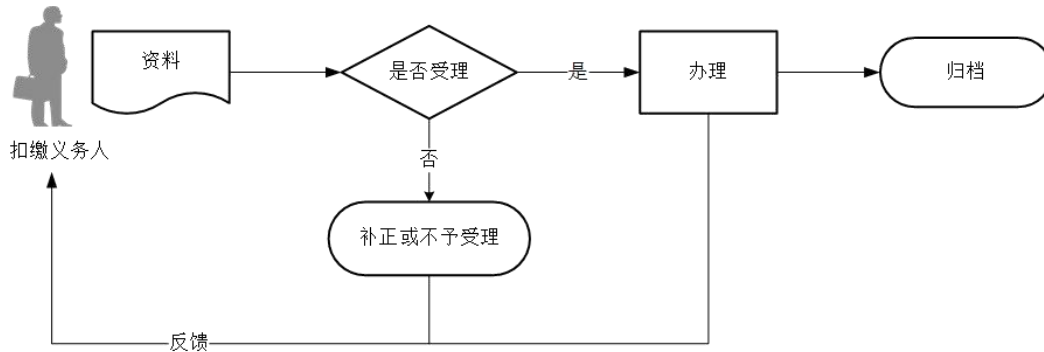 资料
是否受理
是
办理
归档
扣缴义务人
否
补正或不予受理
反馈